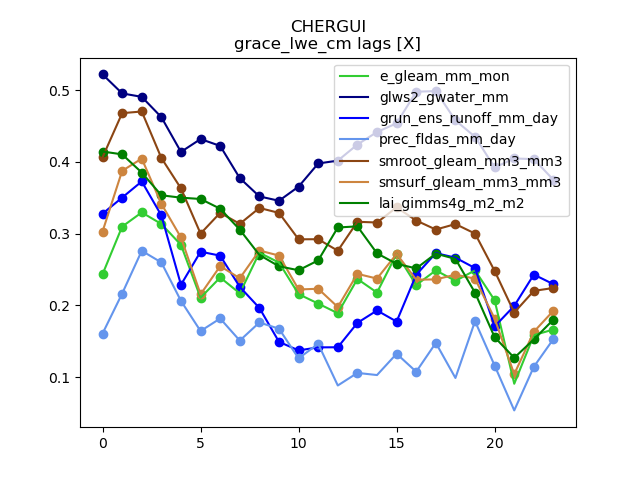 CHERGUI
grace_lwe_cm lags [X]
e_gleam_mm_mon
glws2_gwater_mm
grun_ens_runoff_mm_day
prec_fldas_mm_day
smroot_gleam_mm3_mm3
smsurf_gleam_mm3_mm3
lai_gimms4g_m2_m2
0.5
0.4
0.3
0.2
0.1
0 5 10 15 20